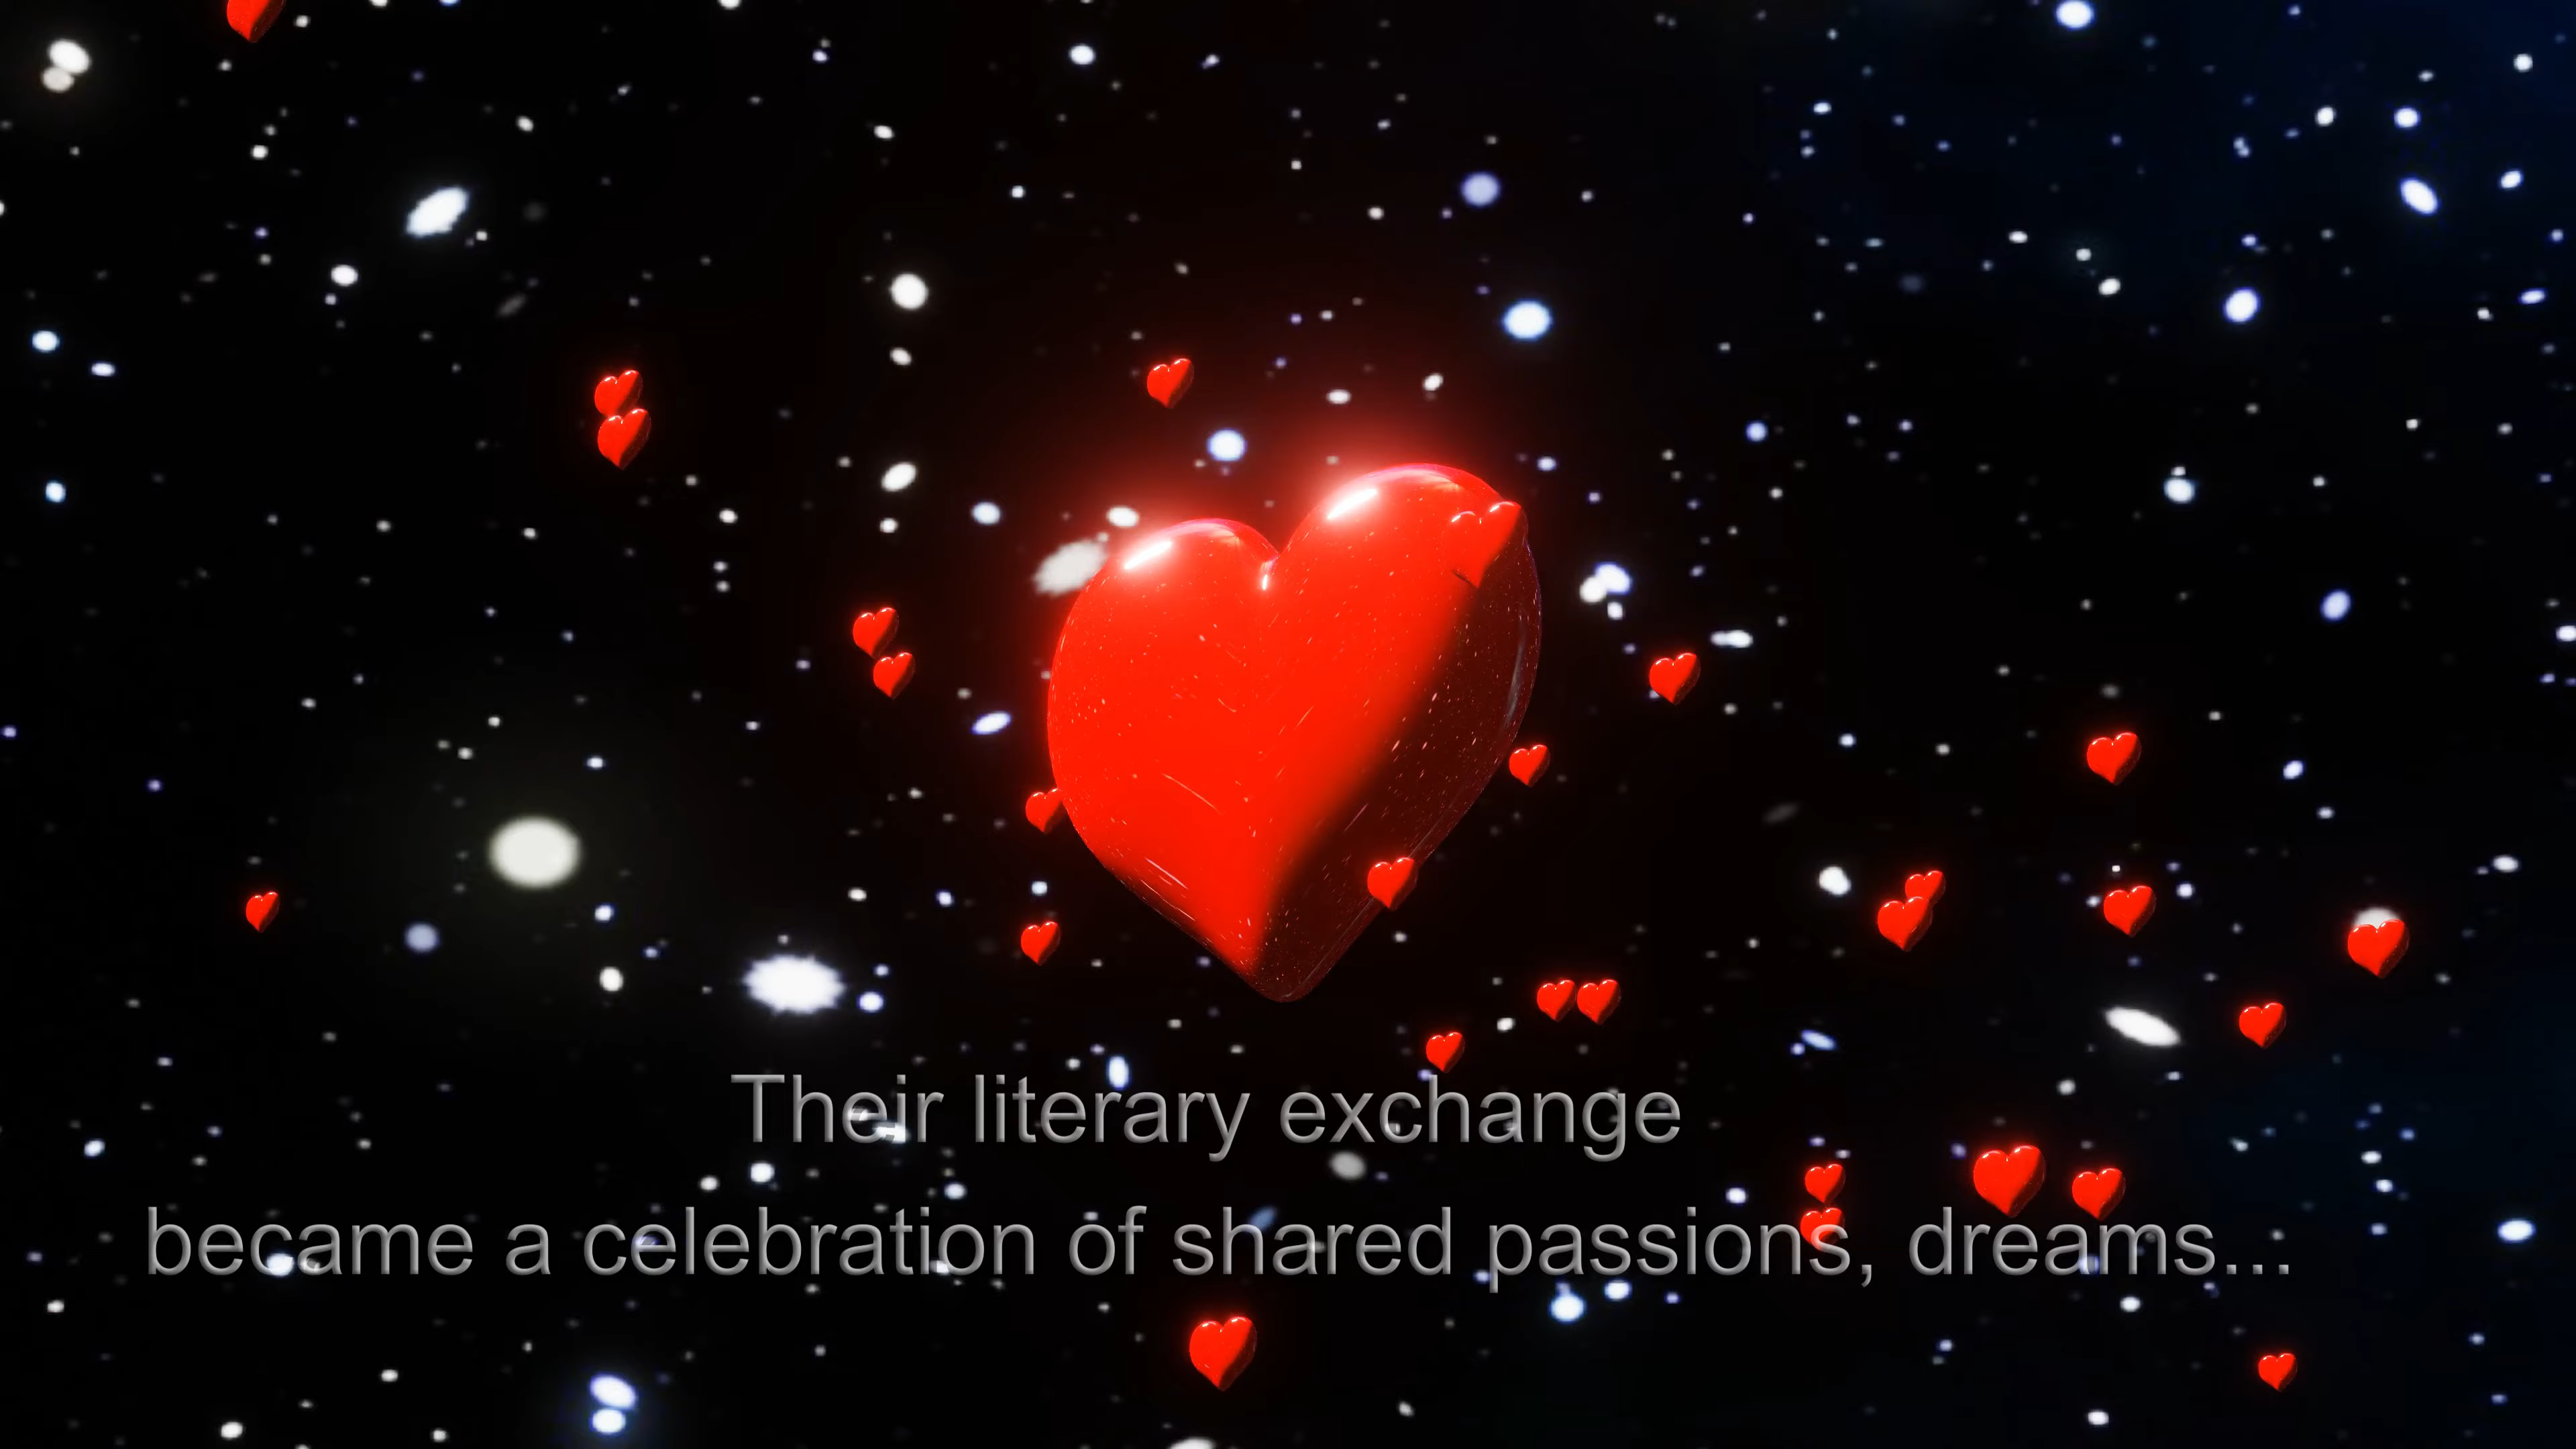 Their literary exchange
became a celebration of shared passions, dreams...